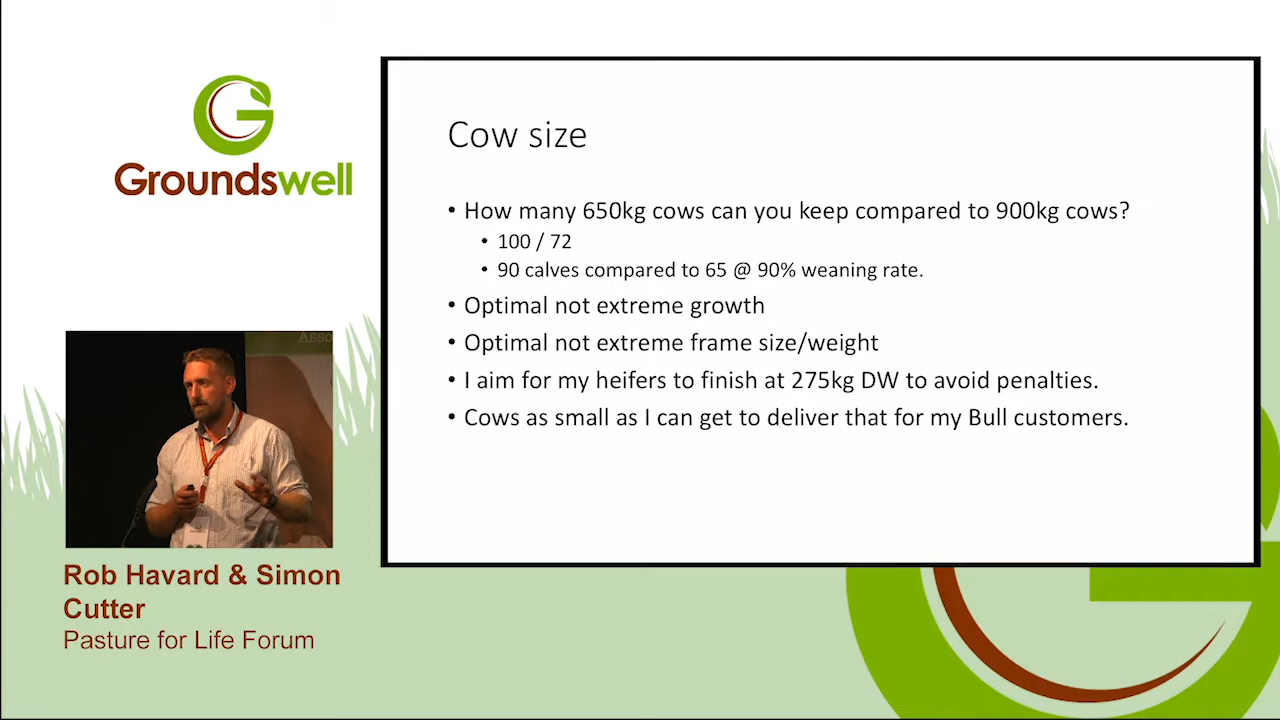 Groundswell
Cow size
• How many 650kg cows can you keep compared to 900kg cows?
• 100 / 72
• 90 calves compared to 65 @ 90% weaning rate.
• Optimal not extreme growth
• Optimal not extreme frame size/weight
• I aim for my heifers to finish at 275kg DW to avoid penalties.
• Cows as small as I can get to deliver that for my Bull customers.
Asso
Rob Havard & Simon
Cutter
Pasture for Life Forum